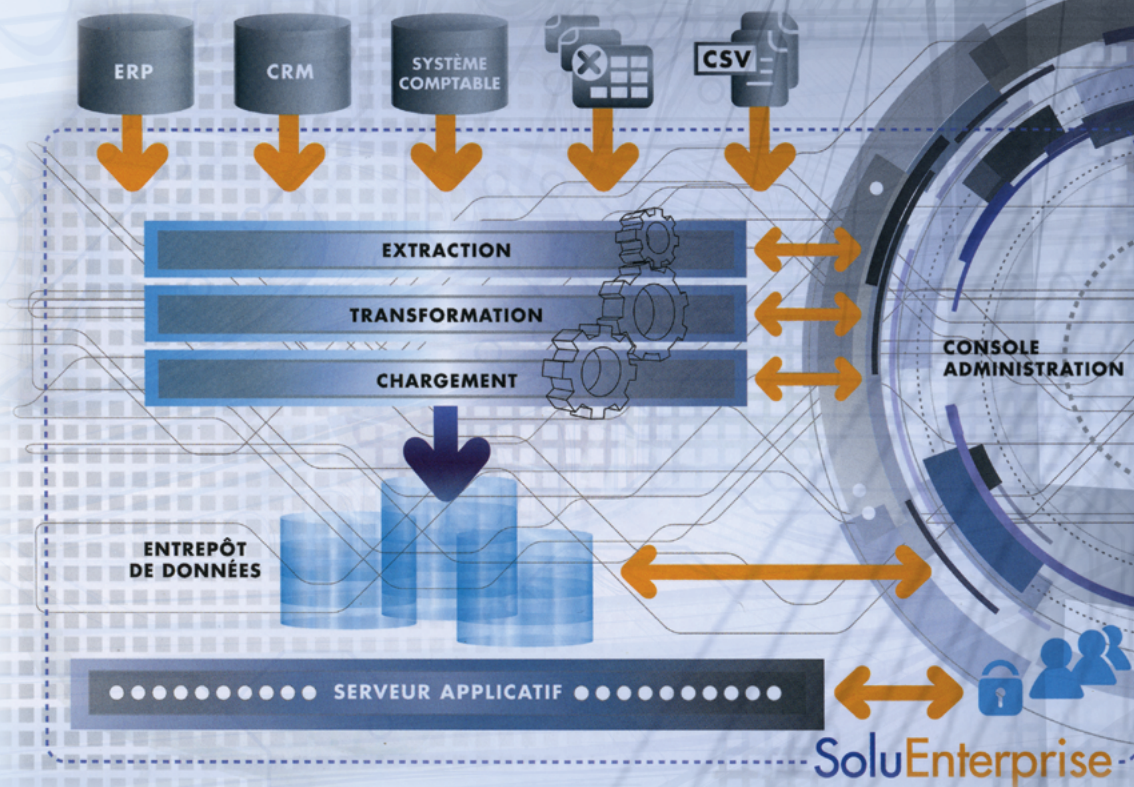 ERP
CRM
SYSTÈME
COMPTABLE
CSV
EXTRACTION
TRANSFORMATION
CHARGEMENT
CONSOLE
ADMINISTRATION
ENTREPÔT
DE DONNÉES
SERVEUR APPLICATIF
SoluEnterprise